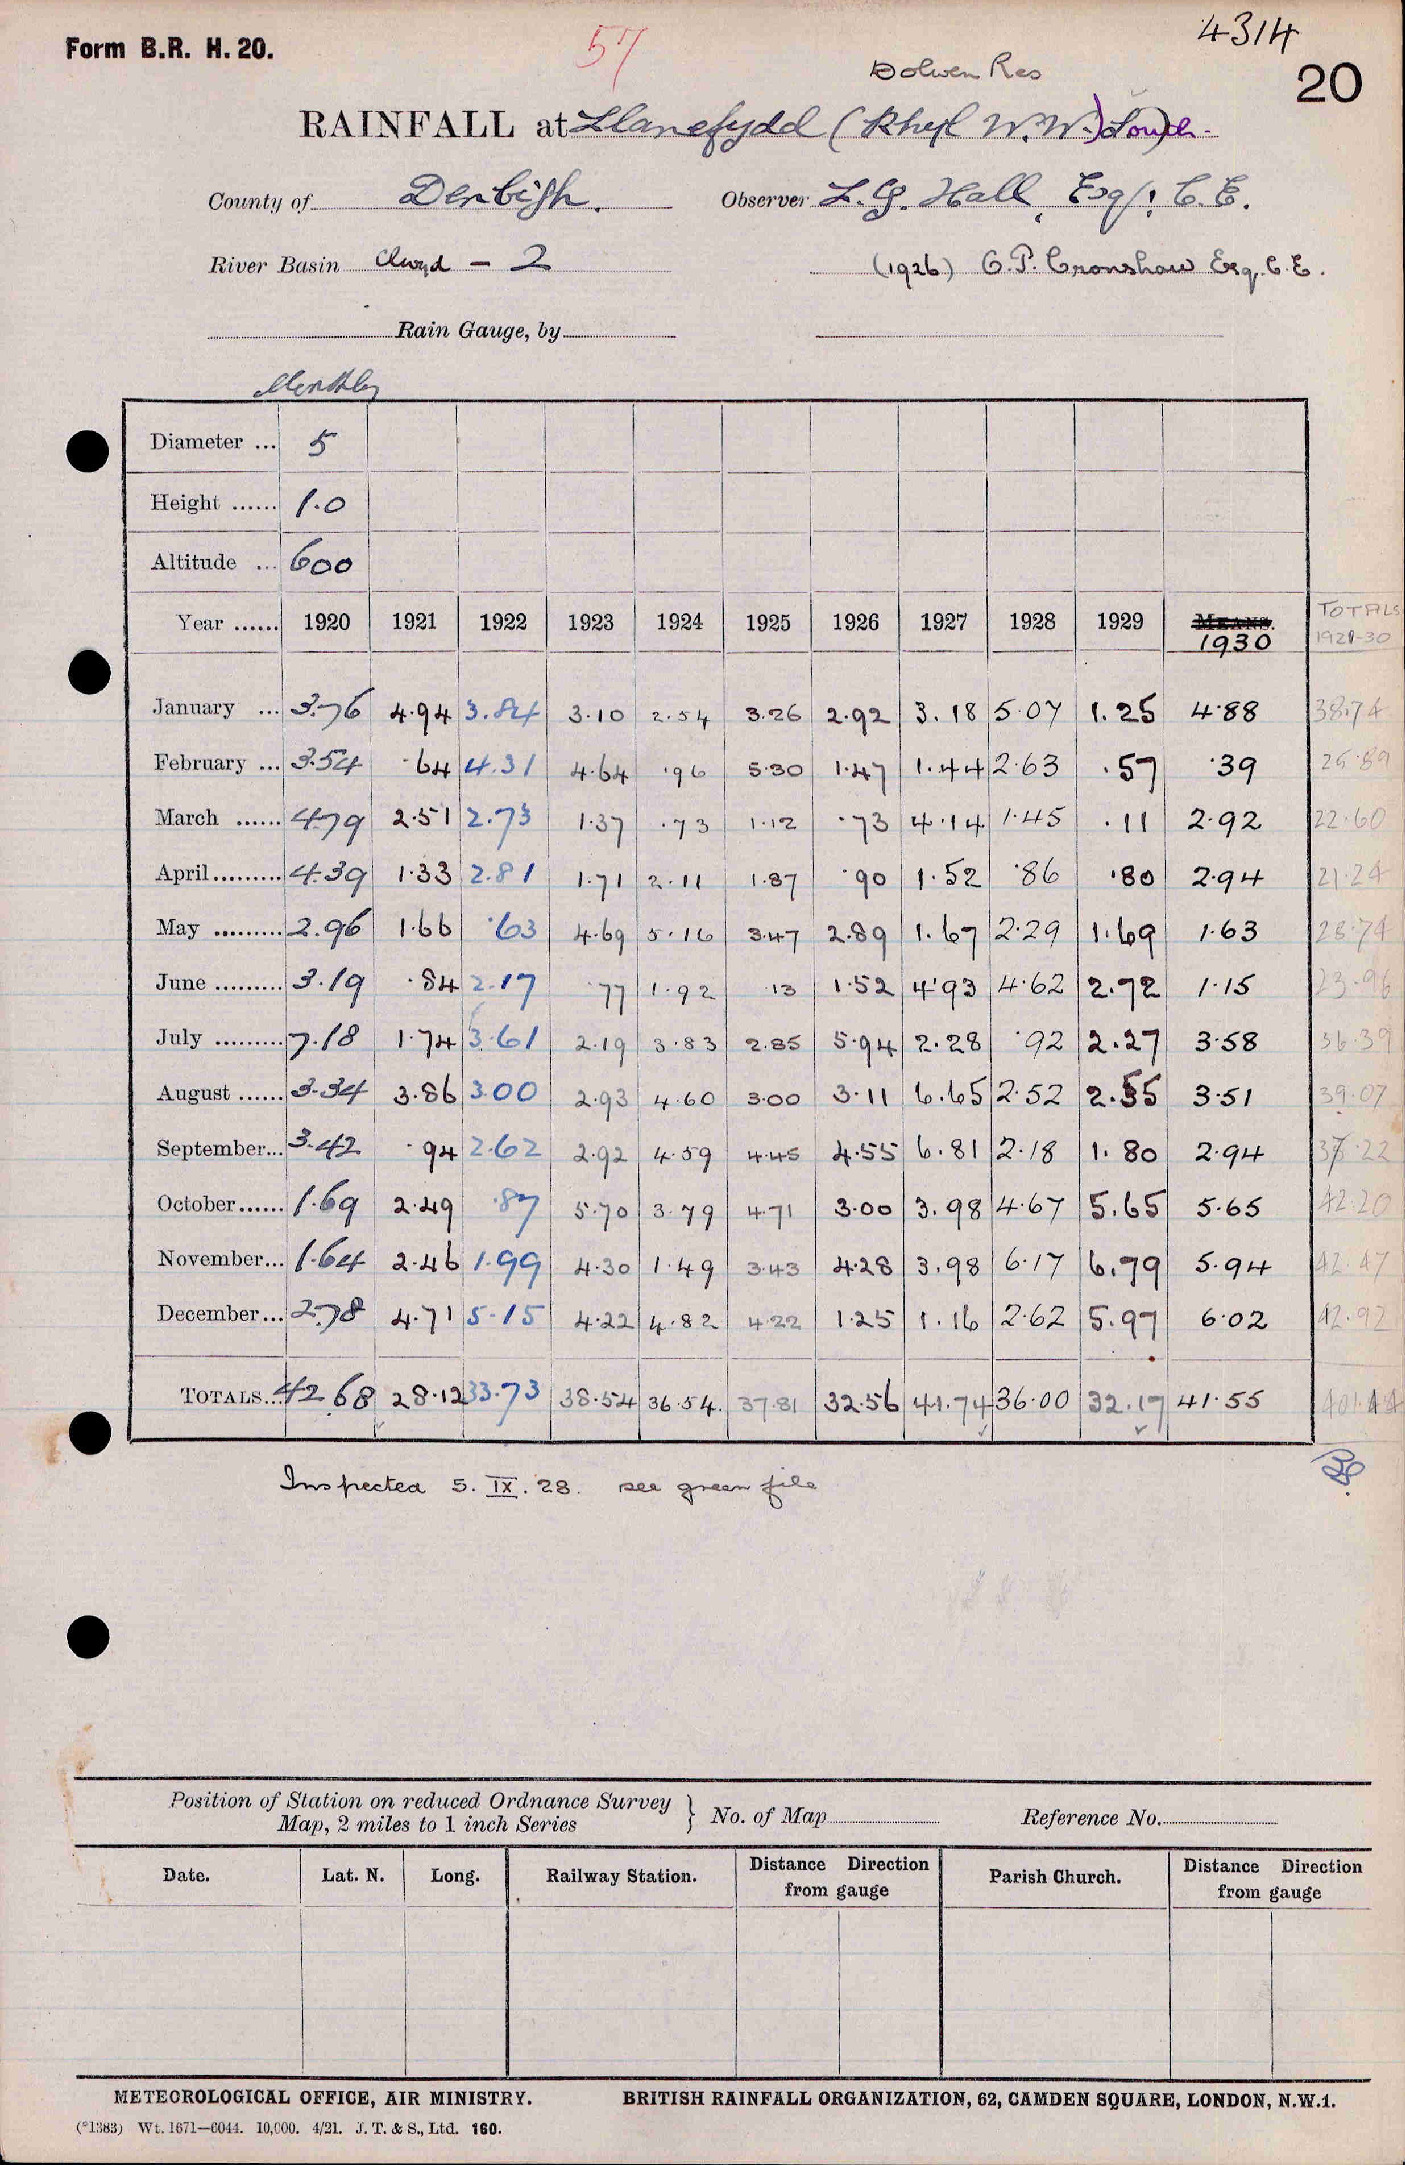 Form B.R. H. 20.
57
4314
20
Dolwen Res
RAINFALL at Llanefydd (Rhyl W.W.) South
County of Denbigh. Observer L. G. Hall, Esq., C.E.
River Basin Clwyd - 2 (1926) C.P. Cronshaw Esq. C.E.
Rain Gauge, by
Monthly
Diameter ... 5
Height ...... 1.0
Altitude ... 600
Year ...... 1920 1921 1922 1923 1924 1925 1926 1927 1928 1929 MEANS. 1930 TOTALS 1921-30
January ... 3.76 4.94 3.84 3.10 2.54 3.26 2.92 3.18 5.07 1.25 4.88 38.74
February ... 3.54 .64 4.31 4.64 .96 5.30 1.47 1.44 2.63 .57 .39 25.89
March ...... 4.79 2.51 2.73 1.37 .73 1.12 .73 4.14 1.45 .11 2.92 22.60
April......... 4.39 1.33 2.81 1.71 2.11 1.87 .90 1.52 .86 .80 2.94 21.24
May ......... 2.96 1.66 .63 4.69 5.16 3.47 2.89 1.67 2.29 1.69 1.63 28.74
June ......... 3.19 .84 2.17 .77 1.92 .13 1.52 4.93 4.62 2.72 1.15 23.96
July ......... 7.18 1.74 3.61 2.19 3.83 2.85 5.94 2.28 .92 2.27 3.58 36.39
August ...... 3.34 3.86 3.00 2.93 4.60 3.00 3.11 6.65 2.52 2.55 3.51 39.07
September... 3.42 .94 2.62 2.92 4.59 4.45 4.55 6.81 2.18 1.80 2.94 37.22
October...... 1.69 2.49 .87 5.70 3.79 4.71 3.00 3.98 4.67 5.65 5.65 42.20
November... 1.64 2.46 1.99 4.30 1.49 3.43 4.28 3.98 6.17 6.79 5.94 42.47
December... 2.78 4.71 5.15 4.22 4.82 4.22 1.25 1.16 2.62 5.97 6.02 42.92
TOTALS... 42.68 28.12 33.73 38.54 36.54. 37.81 32.56 41.74 36.00 32.17 41.55 401.44
Inspected 5. IX. 28. see green file
Position of Station on reduced Ordnance Survey
Map, 2 miles to 1 inch Series } No. of Map Reference No.
Date. Lat. N. Long. Railway Station. Distance Direction from gauge Parish Church. Distance Direction from gauge
METEOROLOGICAL OFFICE, AIR MINISTRY. BRITISH RAINFALL ORGANIZATION, 62, CAMDEN SQUARE, LONDON, N.W.1.
(*1383) Wt. 1671—6044. 10,000. 4/21. J. T. & S., Ltd. 160.